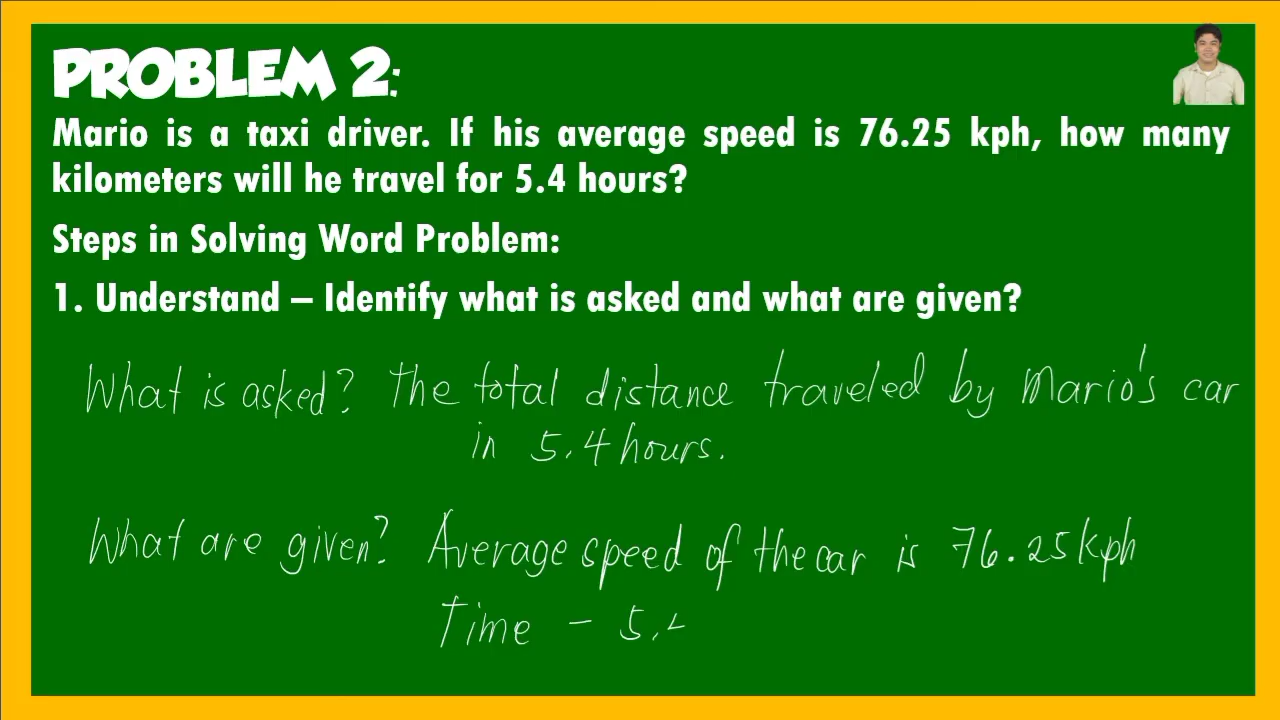 PROBLEM 2:
Mario is a taxi driver. If his average speed is 76.25 kph, how many
kilometers will he travel for 5.4 hours?
Steps in Solving Word Problem:
1. Understand – Identify what is asked and what are given?
What is asked? The total distance traveled by Mario's car
in 5.4 hours.
What are given? Average speed of the car is 76.25 kph
Time – 5.4